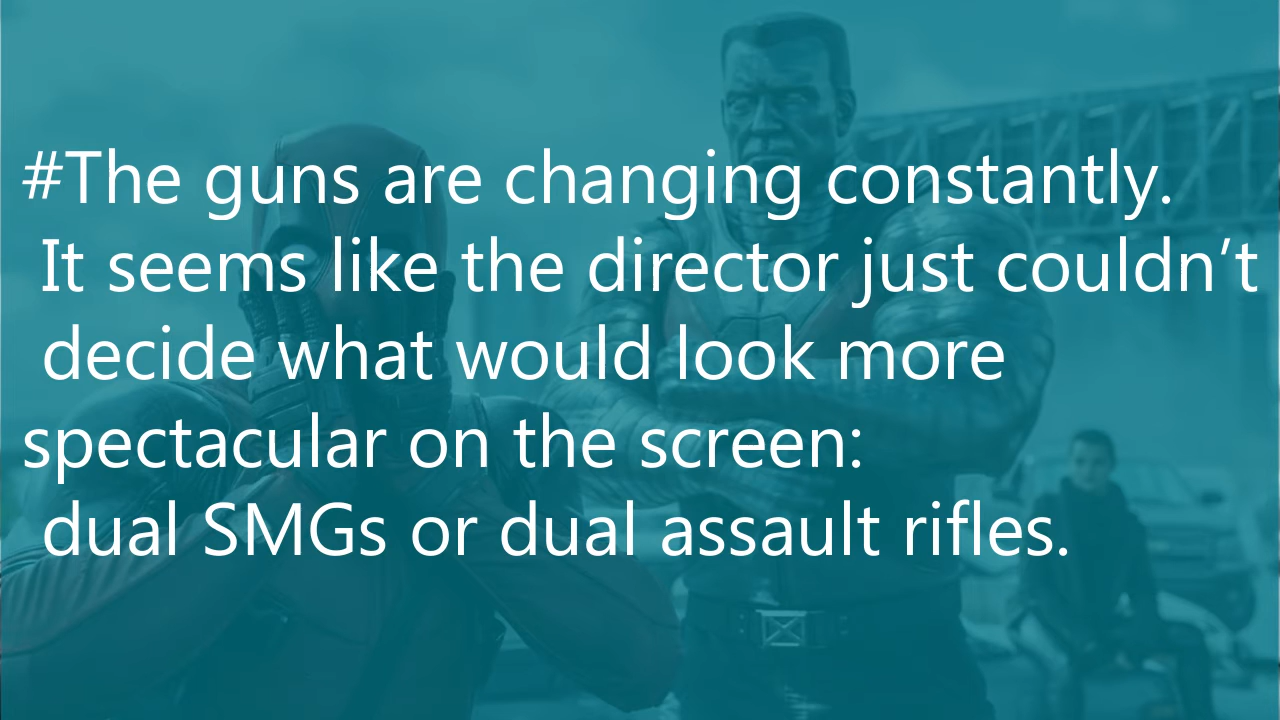 #The guns are changing constantly.
It seems like the director just couldn’t
decide what would look more
spectacular on the screen:
dual SMGs or dual assault rifles.